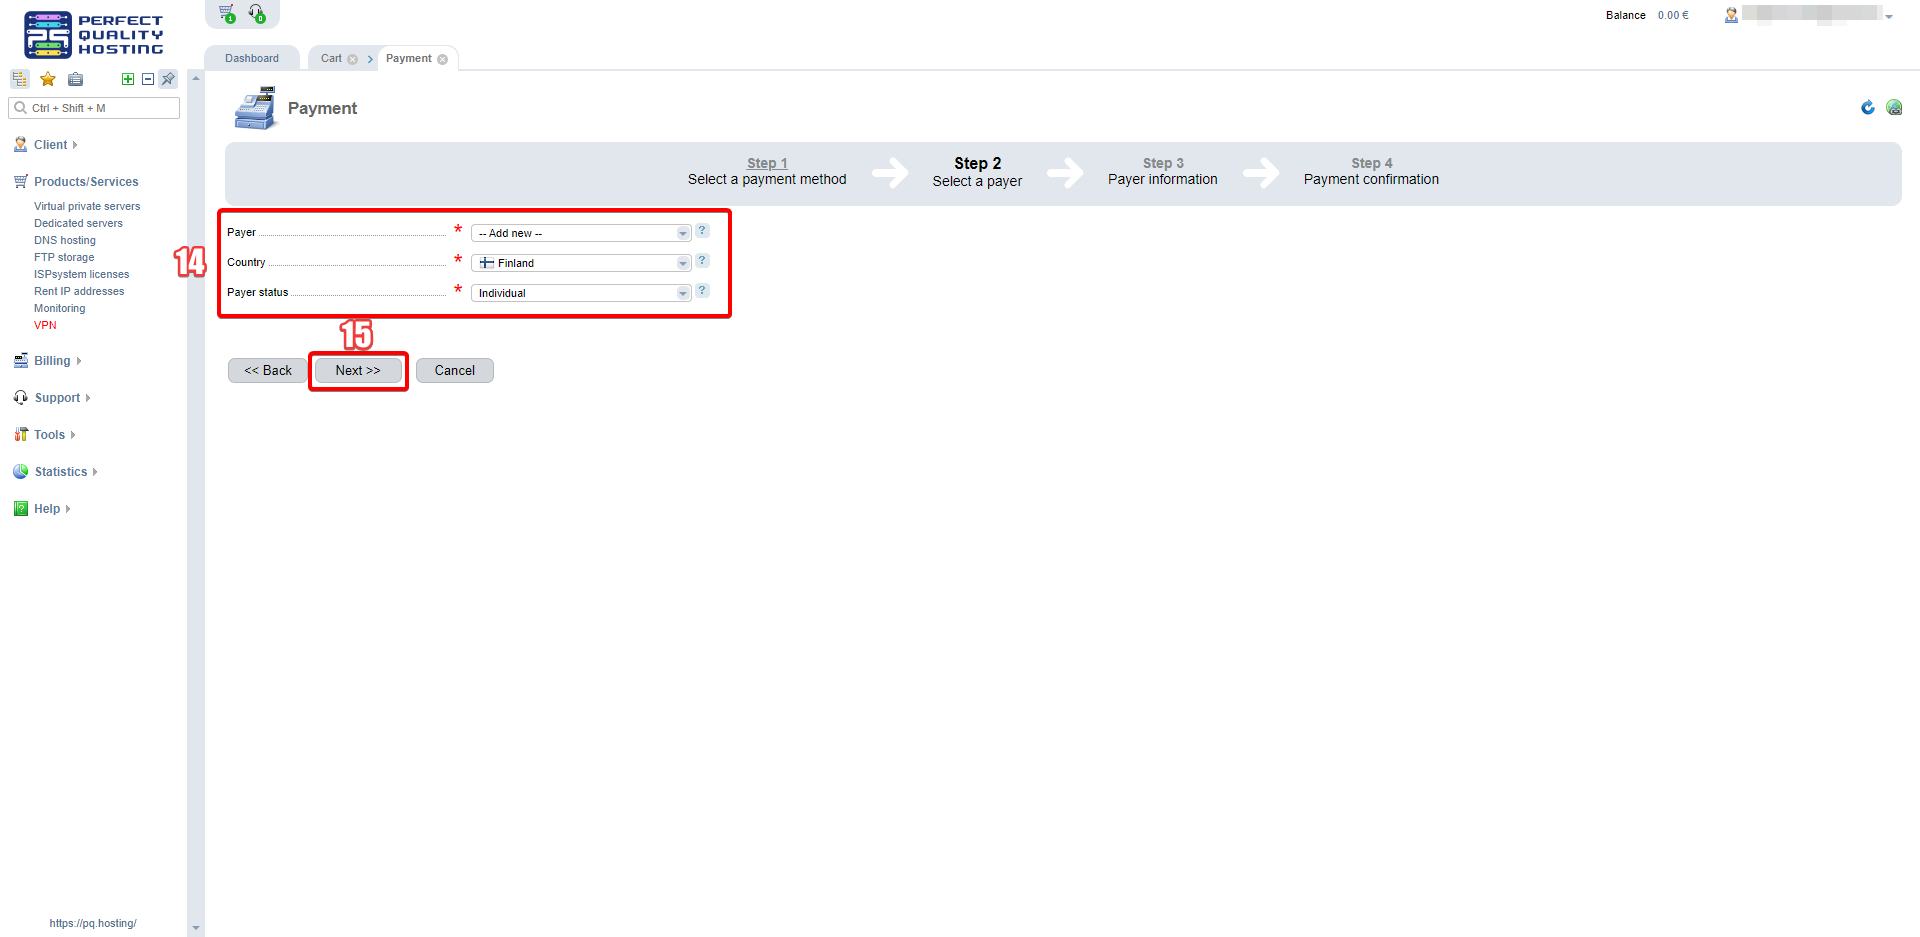 PERFECT
QUALITY
HOSTING
1
0
Balance 0.00 €
Dashboard
Cart
Payment
Ctrl + Shift + M
Payment
Client
Products/Services
Virtual private servers
Dedicated servers
DNS hosting
FTP storage
ISPsystem licenses
Rent IP addresses
Monitoring
VPN
Billing
Support
Tools
Statistics
Help
https://pq.hosting/
Step 1
Select a payment method
Step 2
Select a payer
Step 3
Payer information
Step 4
Payment confirmation
14
Payer * -- Add new -- ?
Country * Finland ?
Payer status * Individual ?
15
<< Back
Next >>
Cancel